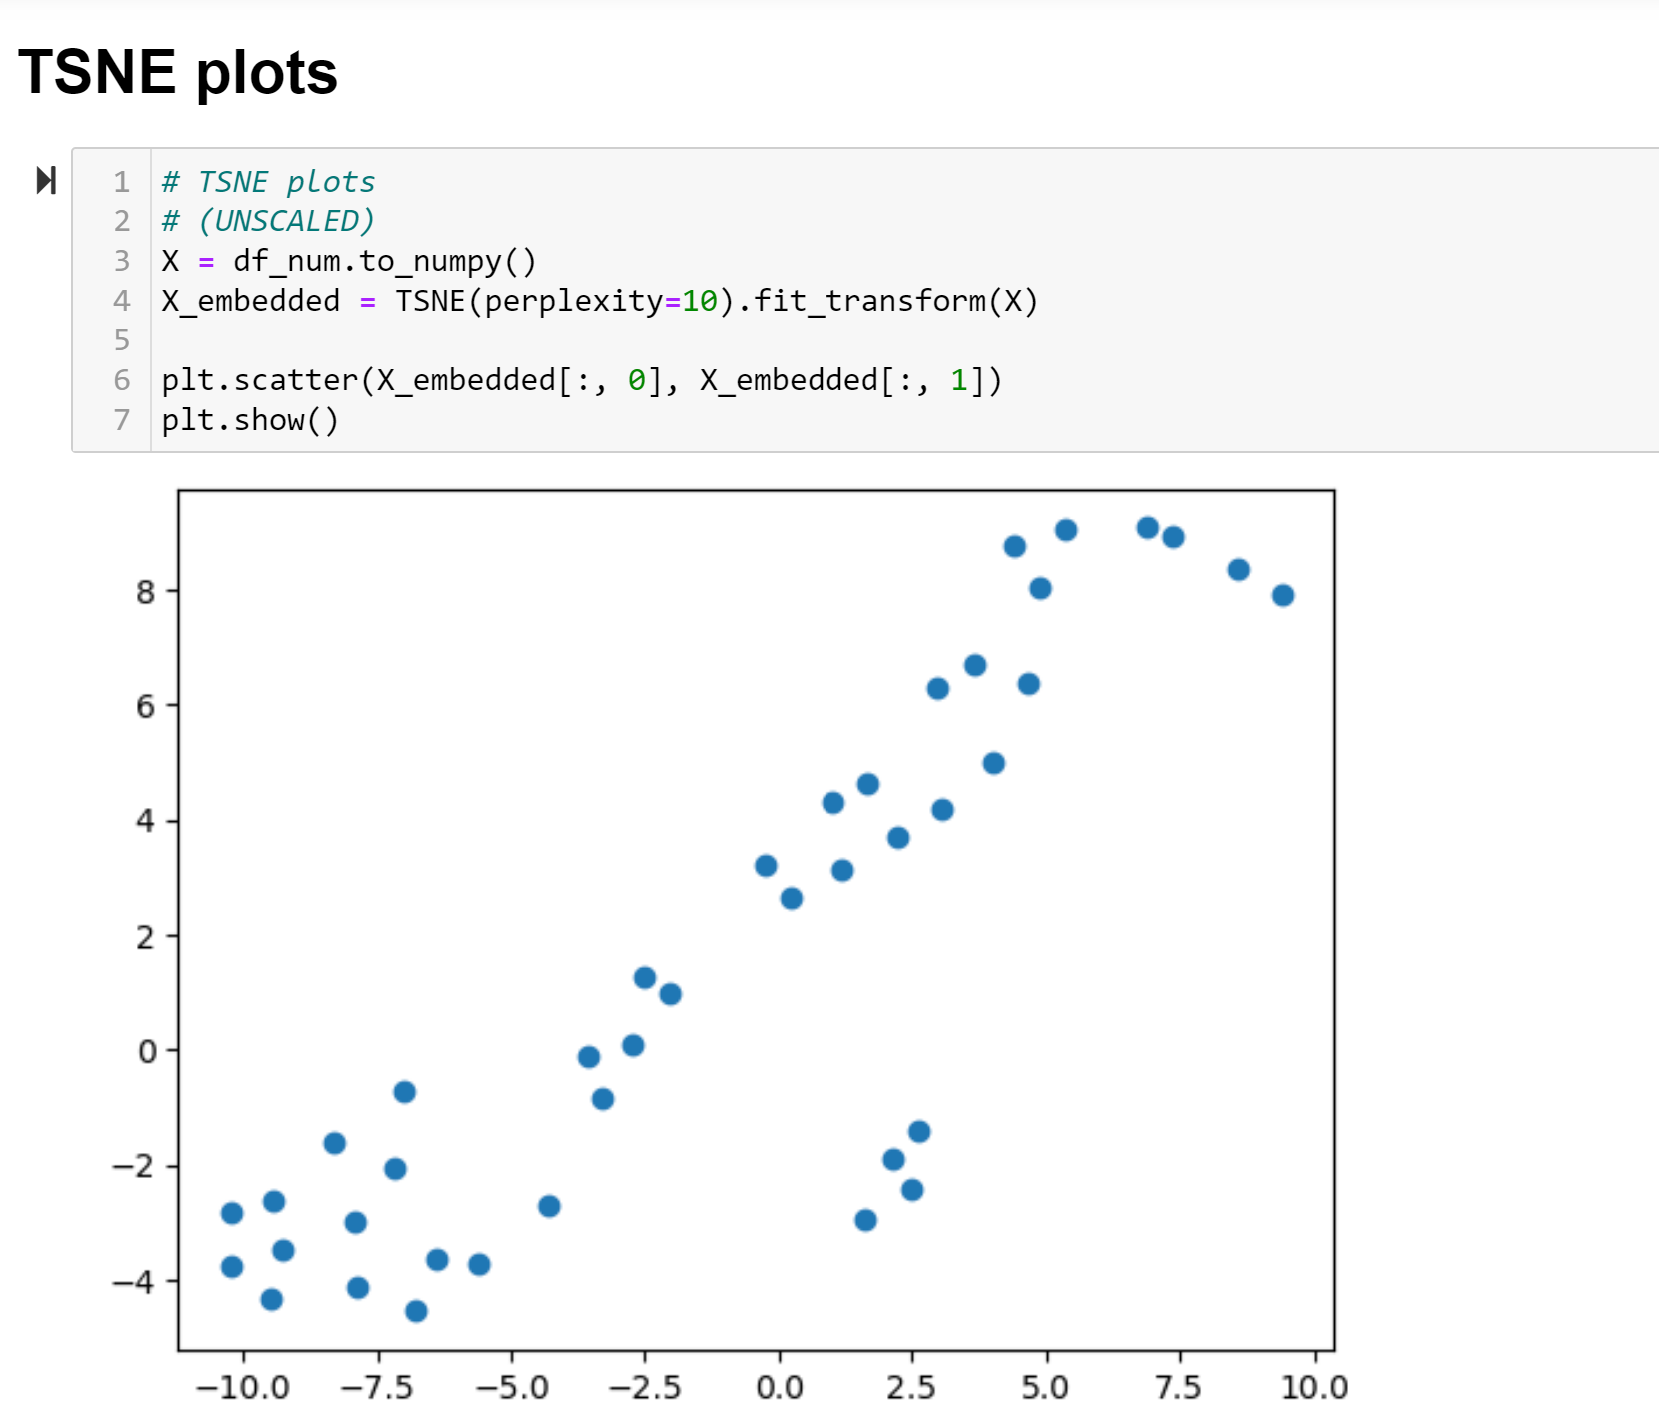 TSNE plots
1 # TSNE plots
2 # (UNSCALED)
3 X = df_num.to_numpy()
4 X_embedded = TSNE(perplexity=10).fit_transform(X)
5
6 plt.scatter(X_embedded[:, 0], X_embedded[:, 1])
7 plt.show()
8
6
4
2
0
−2
−4
−10.0 −7.5 −5.0 −2.5 0.0 2.5 5.0 7.5 10.0